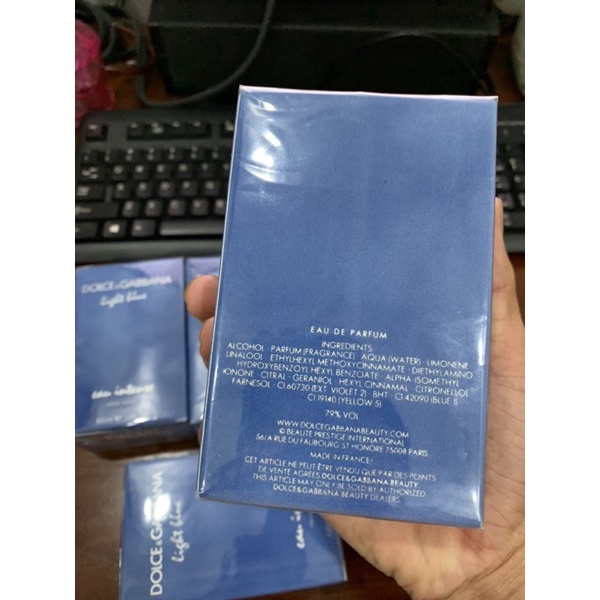 EAU DE PARFUM
INGREDIENTS:
ALCOHOL · PARFUM (FRAGRANCE) · AQUA (WATER) · LIMONENE
LINALOOL · ETHYLHEXYL METHOXYCINNAMATE · DIETHYLAMINO
HYDROXYBENZOYL HEXYL BENZOATE · ALPHA ISOMETHYL
IONONE · CITRAL · GERANIOL · HEXYL CINNAMAL · CITRONELLOL
FARNESOL · CI 60730 (EXT. VIOLET 2) · BHT · CI 42090 (BLUE 1)
CI 19140 (YELLOW 5)
79% VOL
WWW.DOLCEGABBANABEAUTY.COM
© BEAUTE PRESTIGE INTERNATIONAL
56/A RUE DU FAUBOURG ST HONORE 75008 PARIS
MADE IN FRANCE
CET ARTICLE NE PEUT ÊTRE VENDU QUE PAR DES POINTS
DE VENTE AGREES DOLCE&GABBANA BEAUTY
THIS ARTICLE MAY ONLY BE SOLD BY AUTHORIZED
DOLCE&GABBANA BEAUTY DEALERS
DOLCE&GABBANA
light blue
eau intense
100ml
DOLCE&GABBANA
light blue
eau intense